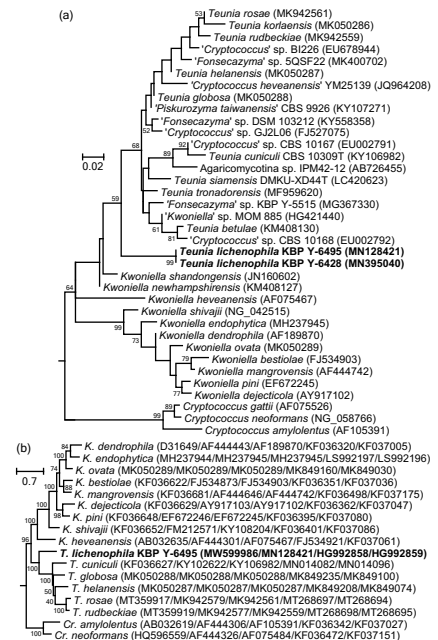 (a)
53
Teunia rosae (MK942561)
Teunia korlaensis (MK050286)
Teunia rudbeckiae (MK942559)
'Cryptococcus' sp. BI226 (EU678944)
'Fonsecazyma' sp. 5QSF22 (MK400702)
Teunia helanensis (MK050287)
'Cryptococcus heveanensis' YM25139 (JQ964208)
Teunia globosa (MK050288)
'Piskurozyma taiwanensis' CBS 9926 (KY107271)
'Fonsecazyma' sp. DSM 103212 (KY558358)
52
'Cryptococcus' sp. GJ2L06 (FJ527075)
92
'Cryptococcus' sp. CBS 10167 (EU002791)
68
0.02
89
Teunia cuniculi CBS 10309T (KY106982)
Agaricomycotina sp. IPM42-12 (AB726455)
Teunia siamensis DMKU-XD44T (LC420623)
Teunia tronadorensis (MF959620)
59
'Fonsecazyma' sp. KBP Y-5515 (MG367330)
'Kwoniella' sp. MOM 885 (HG421440)
61
Teunia betulae (KM408130)
81
'Cryptococcus' sp. CBS 10168 (EU002792)
Teunia lichenophila KBP Y-6495 (MN128421)
99
Teunia lichenophila KBP Y-6428 (MN395040)
Kwoniella shandongensis (JN160602)
64
Kwoniella newhampshirensis (KM408127)
Kwoniella heveanensis (AF075467)
Kwoniella shivajii (NG_042515)
99
Kwoniella endophytica (MH237945)
73
Kwoniella dendrophila (AF189870)
Kwoniella ovata (MK050289)
79
Kwoniella bestiolae (FJ534903)
Kwoniella mangrovensis (AF444742)
Kwoniella pini (EF672245)
77
Kwoniella dejecticola (AY917102)
89
Cryptococcus gattii (AF075526)
99
Cryptococcus neoformans (NG_058766)
Cryptococcus amylolentus (AF105391)
(b)
84
K. dendrophila (D31649/AF444443/AF189870/KF036320/KF037005)
100
K. endophytica (MH237944/MH237945/MH237945/LS992197/LS992196)
0.7
74
K. ovata (MK050289/MK050289/MK050289/MK849160/MK849030)
100
K. bestiolae (KF036622/FJ534873/FJ534903/KF036351/KF037036)
88
K. mangrovensis (KF036681/AF444646/AF444742/KF036498/KF037175)
100
K. dejecticola (KF036629/AY917103/AY917102/KF036362/KF037047)
98
K. pini (KF036648/EF672246/EF672245/KF036395/KF037080)
K. shivajii (KF036652/FM212571/KY108204/KF036401/KF037086)
96
K. heveanensis (AB032635/AF444301/AF075467/FJ534921/KF037061)
T. lichenophila KBP Y-6495 (MW599986/MN128421/HG992858/HG992859)
100
T. cuniculi (KF036627/KY102622/KY106982/MN014082/MN014096)
100
T. globosa (MK050288/MK050288/MK050288/MK849235/MK849100)
T. helanensis (MK050287/MK050287/MK050287/MK849208/MK849074)
50
T. rosae (MT359917/MK942579/MK942561/MT268697/MT268694)
40
100
T. rudbeckiae (MT359919/MK942577/MK942559/MT268698/MT268695)
Cr. amylolentus (AB032619/AF444306/AF105391/KF036342/KF037027)
100
Cr. neoformans (HQ596559/AF444326/AF075484/KF036472/KF037151)